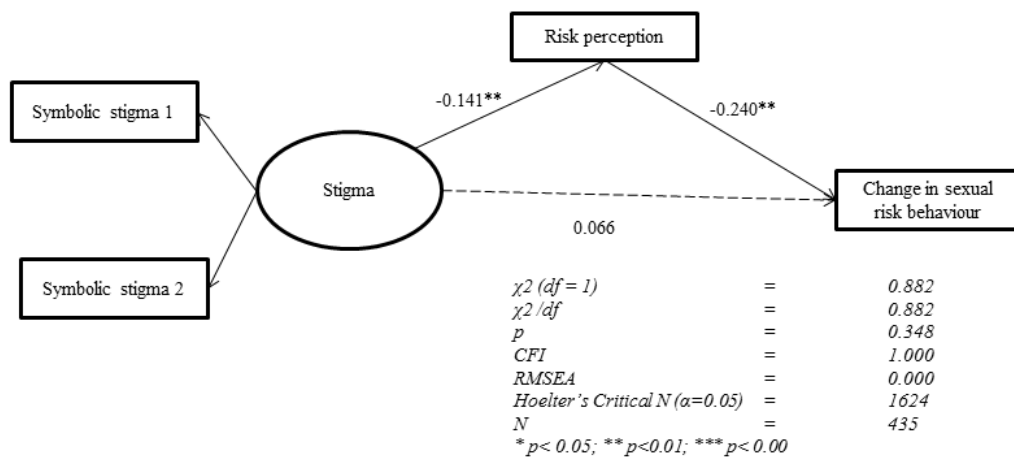 Risk perception
-0.141**
-0.240**
Symbolic stigma 1
Stigma
Change in sexual
risk behaviour
0.066
Symbolic stigma 2
χ2 (df = 1) = 0.882
χ2 /df = 0.882
p = 0.348
CFI = 1.000
RMSEA = 0.000
Hoelter's Critical N (α=0.05) = 1624
N = 435
* p< 0.05; ** p<0.01; *** p< 0.00